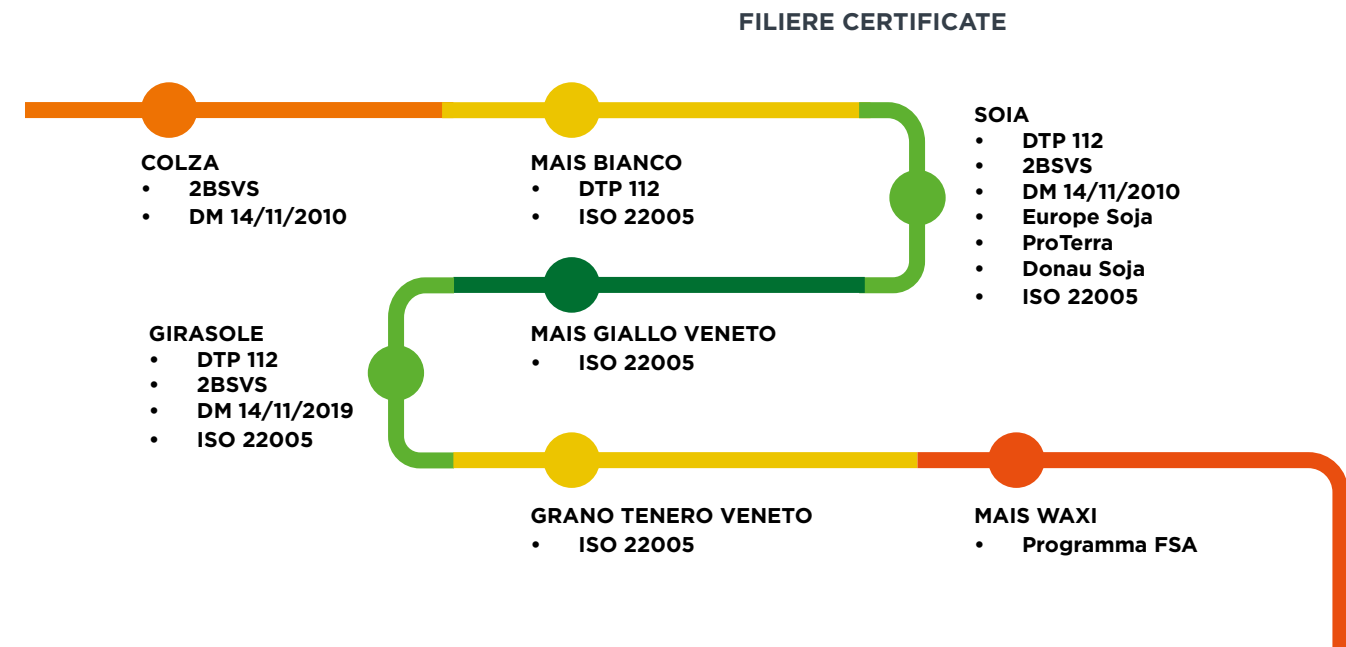 FILIERE CERTIFICATE
COLZA
• 2BSVS
• DM 14/11/2010
MAIS BIANCO
• DTP 112
• ISO 22005
SOIA
• DTP 112
• 2BSVS
• DM 14/11/2010
• Europe Soja
• ProTerra
• Donau Soja
• ISO 22005
MAIS GIALLO VENETO
• ISO 22005
GIRASOLE
• DTP 112
• 2BSVS
• DM 14/11/2019
• ISO 22005
GRANO TENERO VENETO
• ISO 22005
MAIS WAXI
• Programma FSA